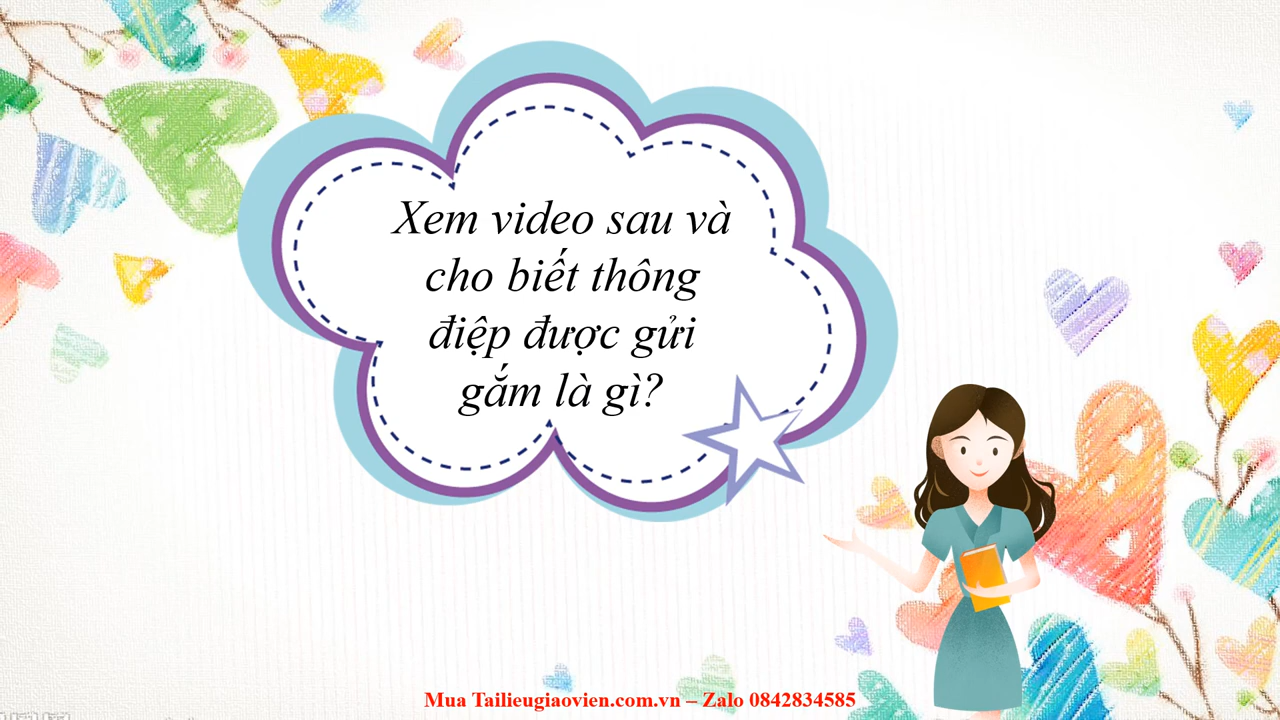 Xem video sau và
cho biết thông
điệp được gửi
gắm là gì?
Mua Tailieugiaovien.com.vn – Zalo 0842834585